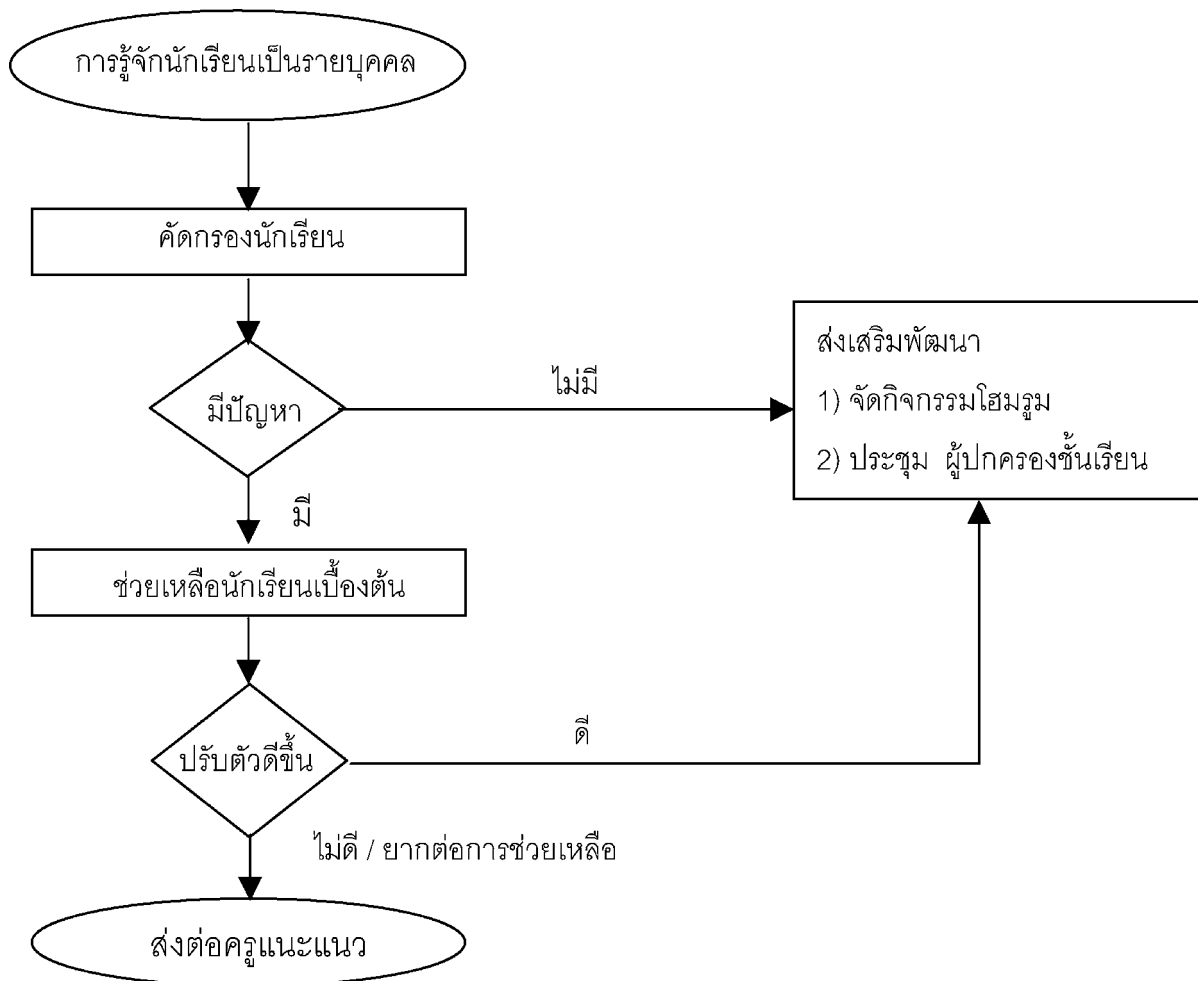 การรู้จักนักเรียนเป็นรายบุคคล
คัดกรองนักเรียน
มีปัญหา
ไม่มี
ส่งเสริมพัฒนา
1) จัดกิจกรรมโฮมรูม
2) ประชุม ผู้ปกครองชั้นเรียน
มี
ช่วยเหลือนักเรียนเบื้องต้น
ปรับตัวดีขึ้น
ดี
ไม่ดี / ยากต่อการช่วยเหลือ
ส่งต่อครูแนะแนว